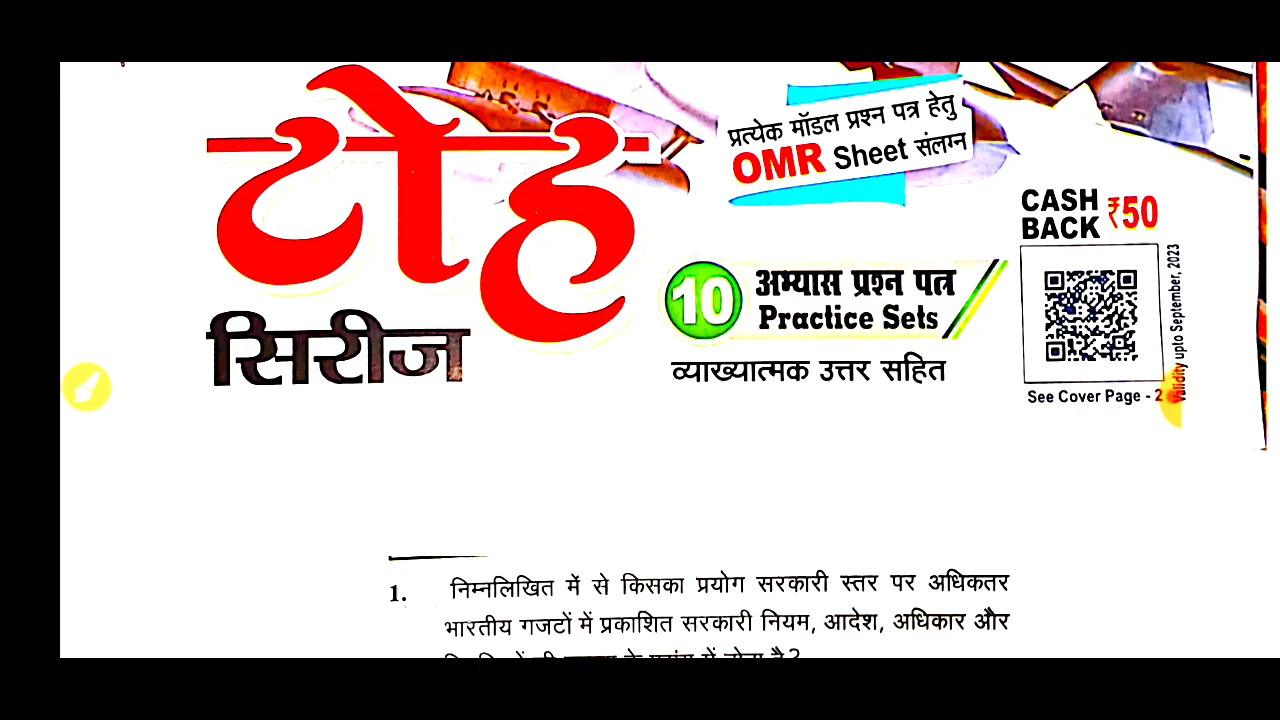 टोह
सिरीज
प्रत्येक मॉडल प्रश्न पत्र हेतु
OMR Sheet संलग्न
CASH BACK ₹50
10 अभ्यास प्रश्न पत्र
Practice Sets
व्याख्यात्मक उत्तर सहित
Validity upto September, 2023
See Cover Page - 2
1. निम्नलिखित में से किसका प्रयोग सरकारी स्तर पर अधिकतर
भारतीय गजटों में प्रकाशित सरकारी नियम, आदेश, अधिकार और
में होता है?